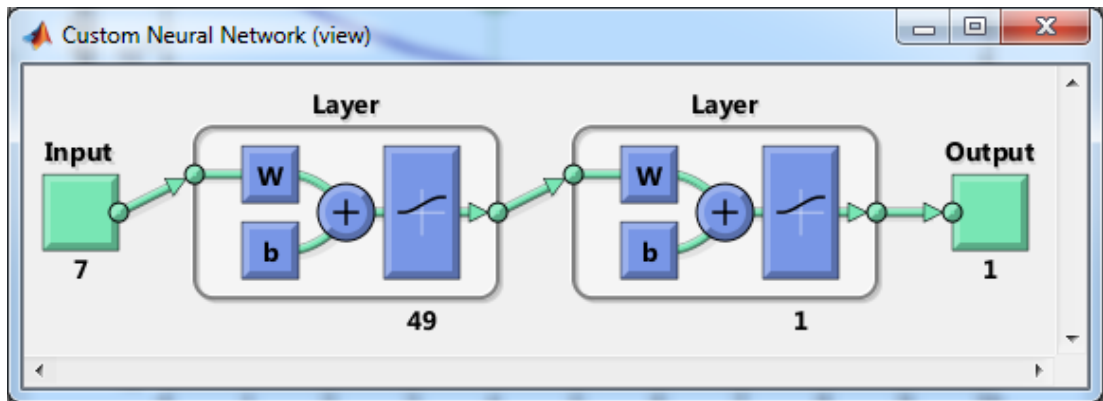 Custom Neural Network (view)
Layer Layer
Input Output
W W
+ +
b b
7 1
49 1